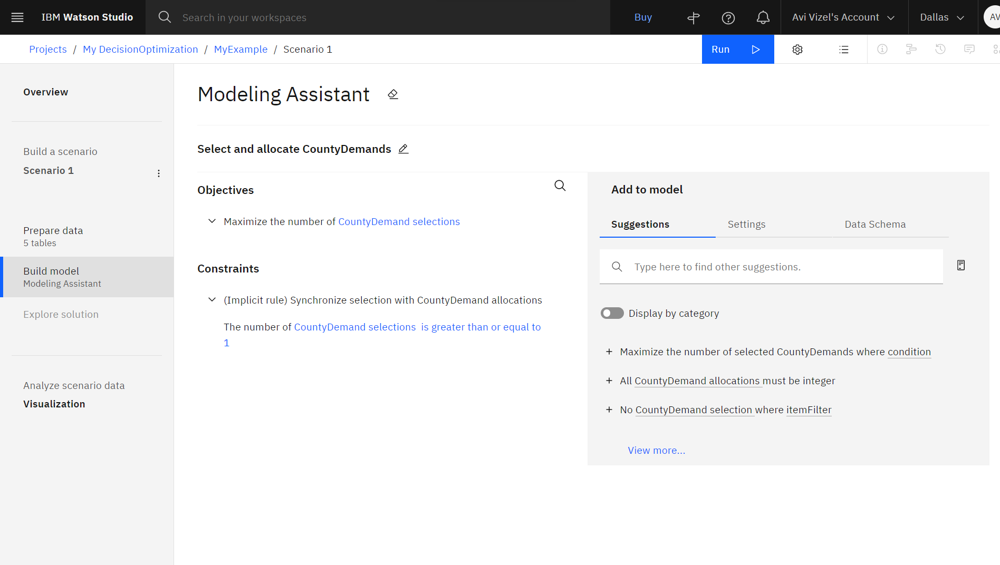 IBM Watson Studio
Search in your workspaces
Buy
Avi Vizel's Account
Dallas
AV
Projects / My DecisionOptimization / MyExample / Scenario 1
Run
Overview
Build a scenario
Scenario 1
Prepare data
5 tables
Build model
Modeling Assistant
Explore solution
Analyze scenario data
Visualization
Modeling Assistant
Select and allocate CountyDemands
Objectives
Maximize the number of CountyDemand selections
Constraints
(Implicit rule) Synchronize selection with CountyDemand allocations
The number of CountyDemand selections is greater than or equal to
1
Add to model
Suggestions
Settings
Data Schema
Type here to find other suggestions.
Display by category
+ Maximize the number of selected CountyDemands where condition
+ All CountyDemand allocations must be integer
+ No CountyDemand selection where itemFilter
View more...